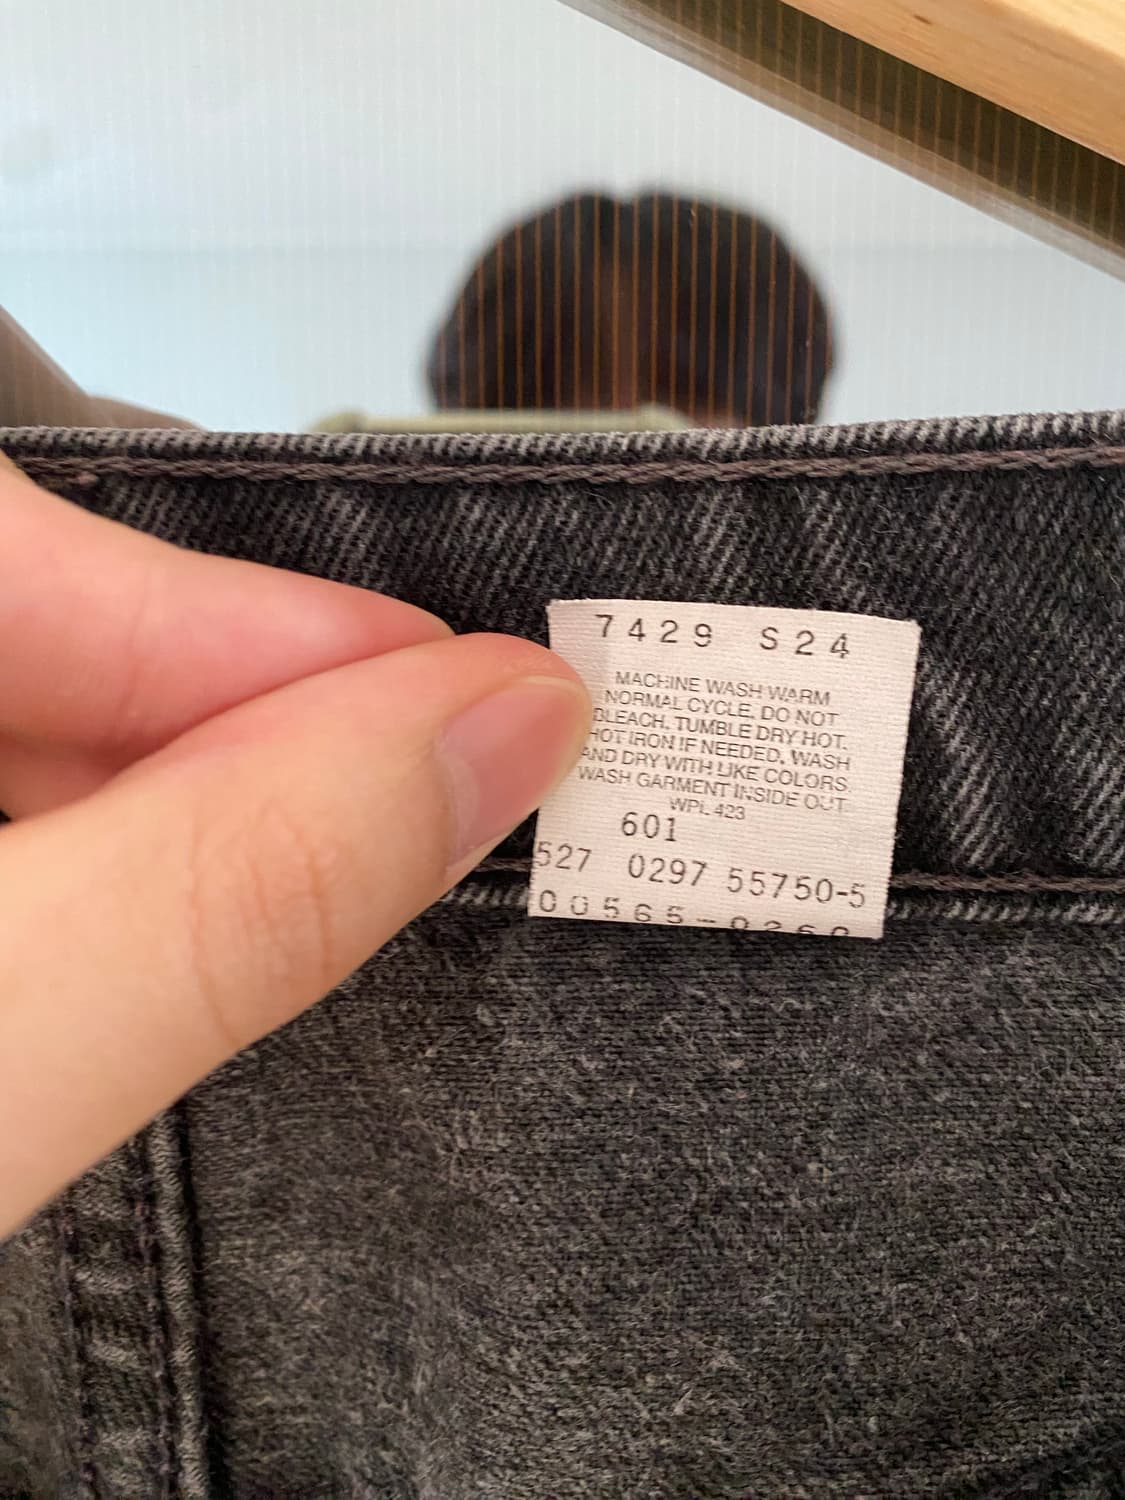 7429 S24
MACHINE WASH WARM
NORMAL CYCLE. DO NOT
BLEACH. TUMBLE DRY HOT.
HOT IRON IF NEEDED. WASH
AND DRY WITH LIKE COLORS
WASH GARMENT INSIDE OUT
WPL 423
601
527 0297 55750-5
00565-0260